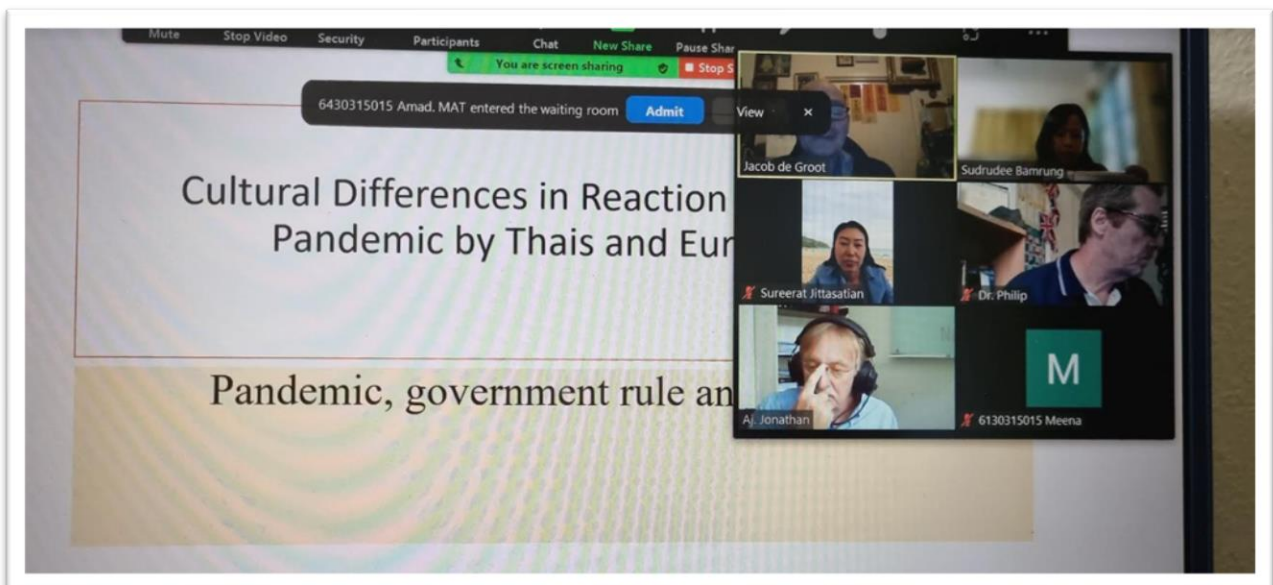 Mute Stop Video Security Participants Chat New Share Pause Shar
You are screen sharing Stop S
6430315015 Amad. MAT entered the waiting room Admit View ×
Jacob de Groot
Sudrudee Bamrung
Cultural Differences in Reaction
Pandemic by Thais and Eur
Sureerat Jittasatian
Dr. Philip
Pandemic, government rule an
Aj. Jonathan
M
6130315015 Meena